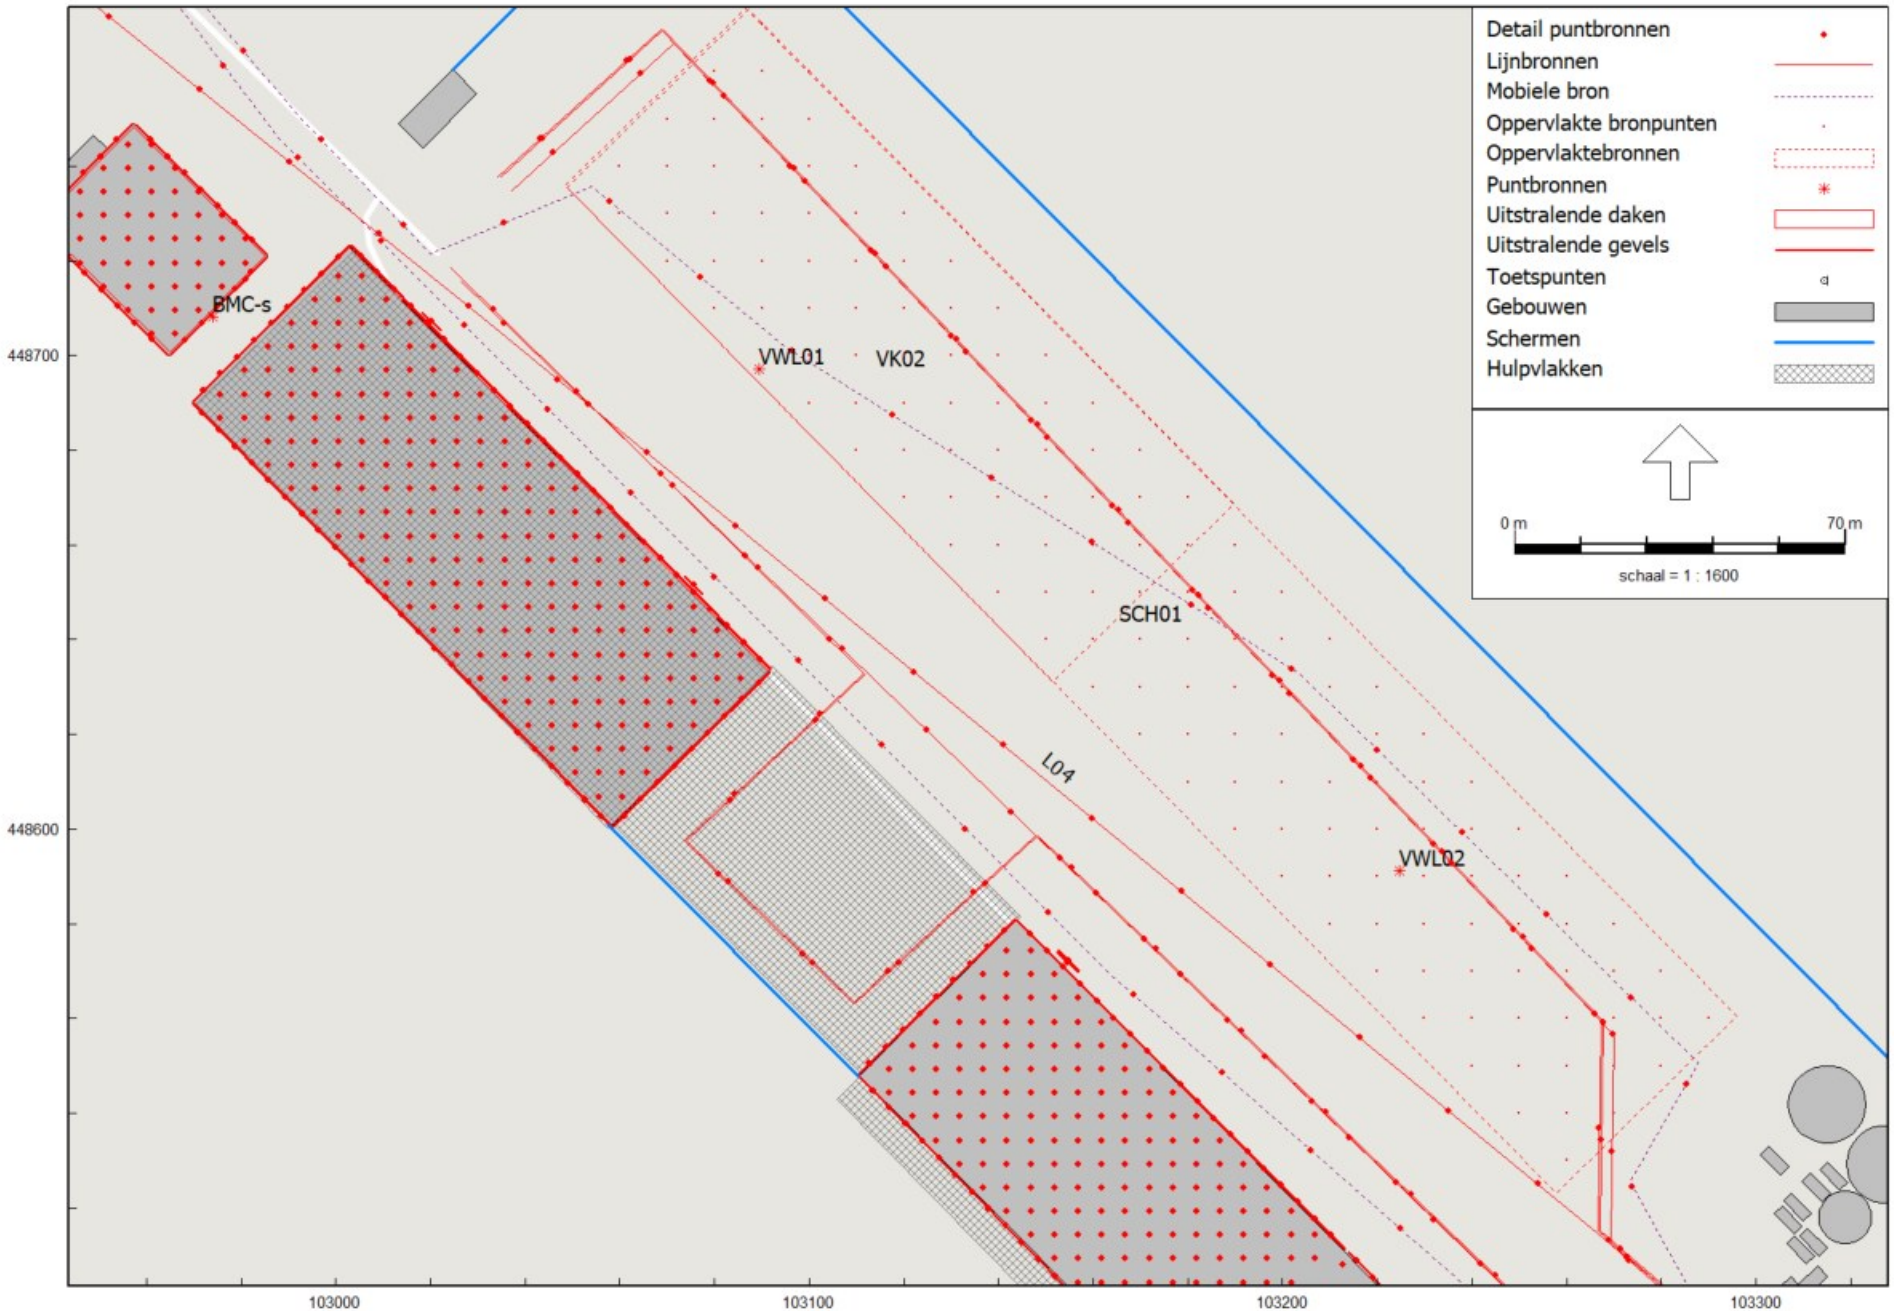 Detail puntbronnen
Lijnbronnen
Mobiele bron
Oppervlakte bronpunten
Oppervlaktebronnen
Puntbronnen
Uitstralende daken
Uitstralende gevels
Toetspunten
Gebouwen
Schermen
Hulpvlakken
0 m 70 m
schaal = 1 : 1600
BMC-s
448700
VWL01
VK02
SCH01
L04
448600
VWL02
103000 103100 103200 103300